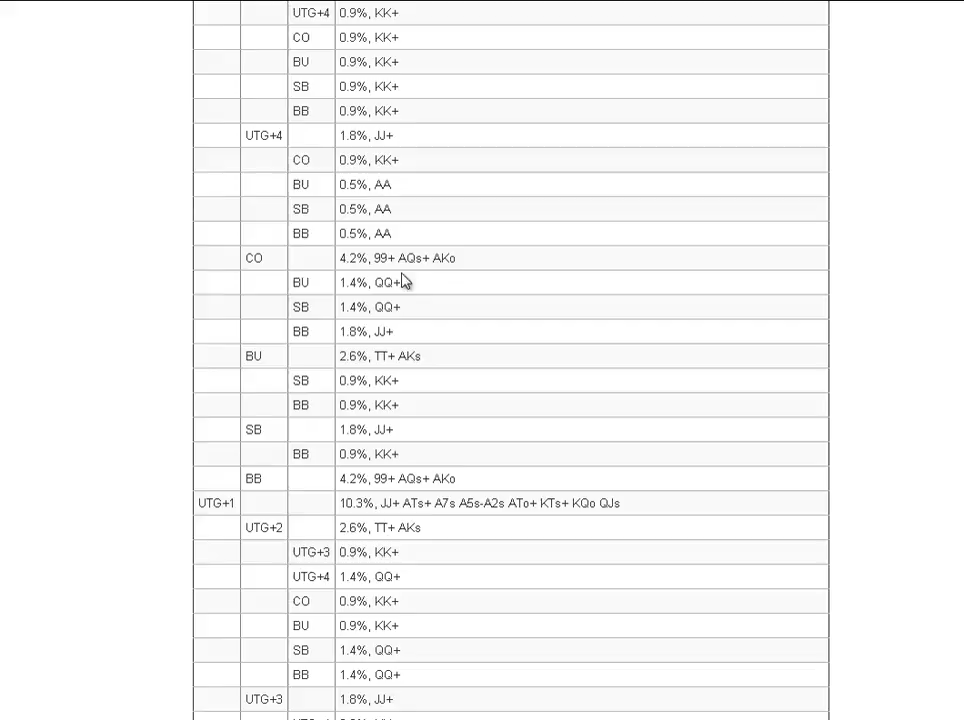 UTG+4 0.9%, KK+
CO 0.9%, KK+
BU 0.9%, KK+
SB 0.9%, KK+
BB 0.9%, KK+
UTG+4 1.8%, JJ+
CO 0.9%, KK+
BU 0.5%, AA
SB 0.5%, AA
BB 0.5%, AA
CO 4.2%, 99+ AQs+ AKo
BU 1.4%, QQ+
SB 1.4%, QQ+
BB 1.8%, JJ+
BU 2.6%, TT+ AKs
SB 0.9%, KK+
BB 0.9%, KK+
SB 1.8%, JJ+
BB 0.9%, KK+
BB 4.2%, 99+ AQs+ AKo
UTG+1 10.3%, JJ+ ATs+ A7s A5s-A2s ATo+ KTs+ KQo QJs
UTG+2 2.6%, TT+ AKs
UTG+3 0.9%, KK+
UTG+4 1.4%, QQ+
CO 0.9%, KK+
BU 0.9%, KK+
SB 1.4%, QQ+
BB 1.4%, QQ+
UTG+3 1.8%, JJ+